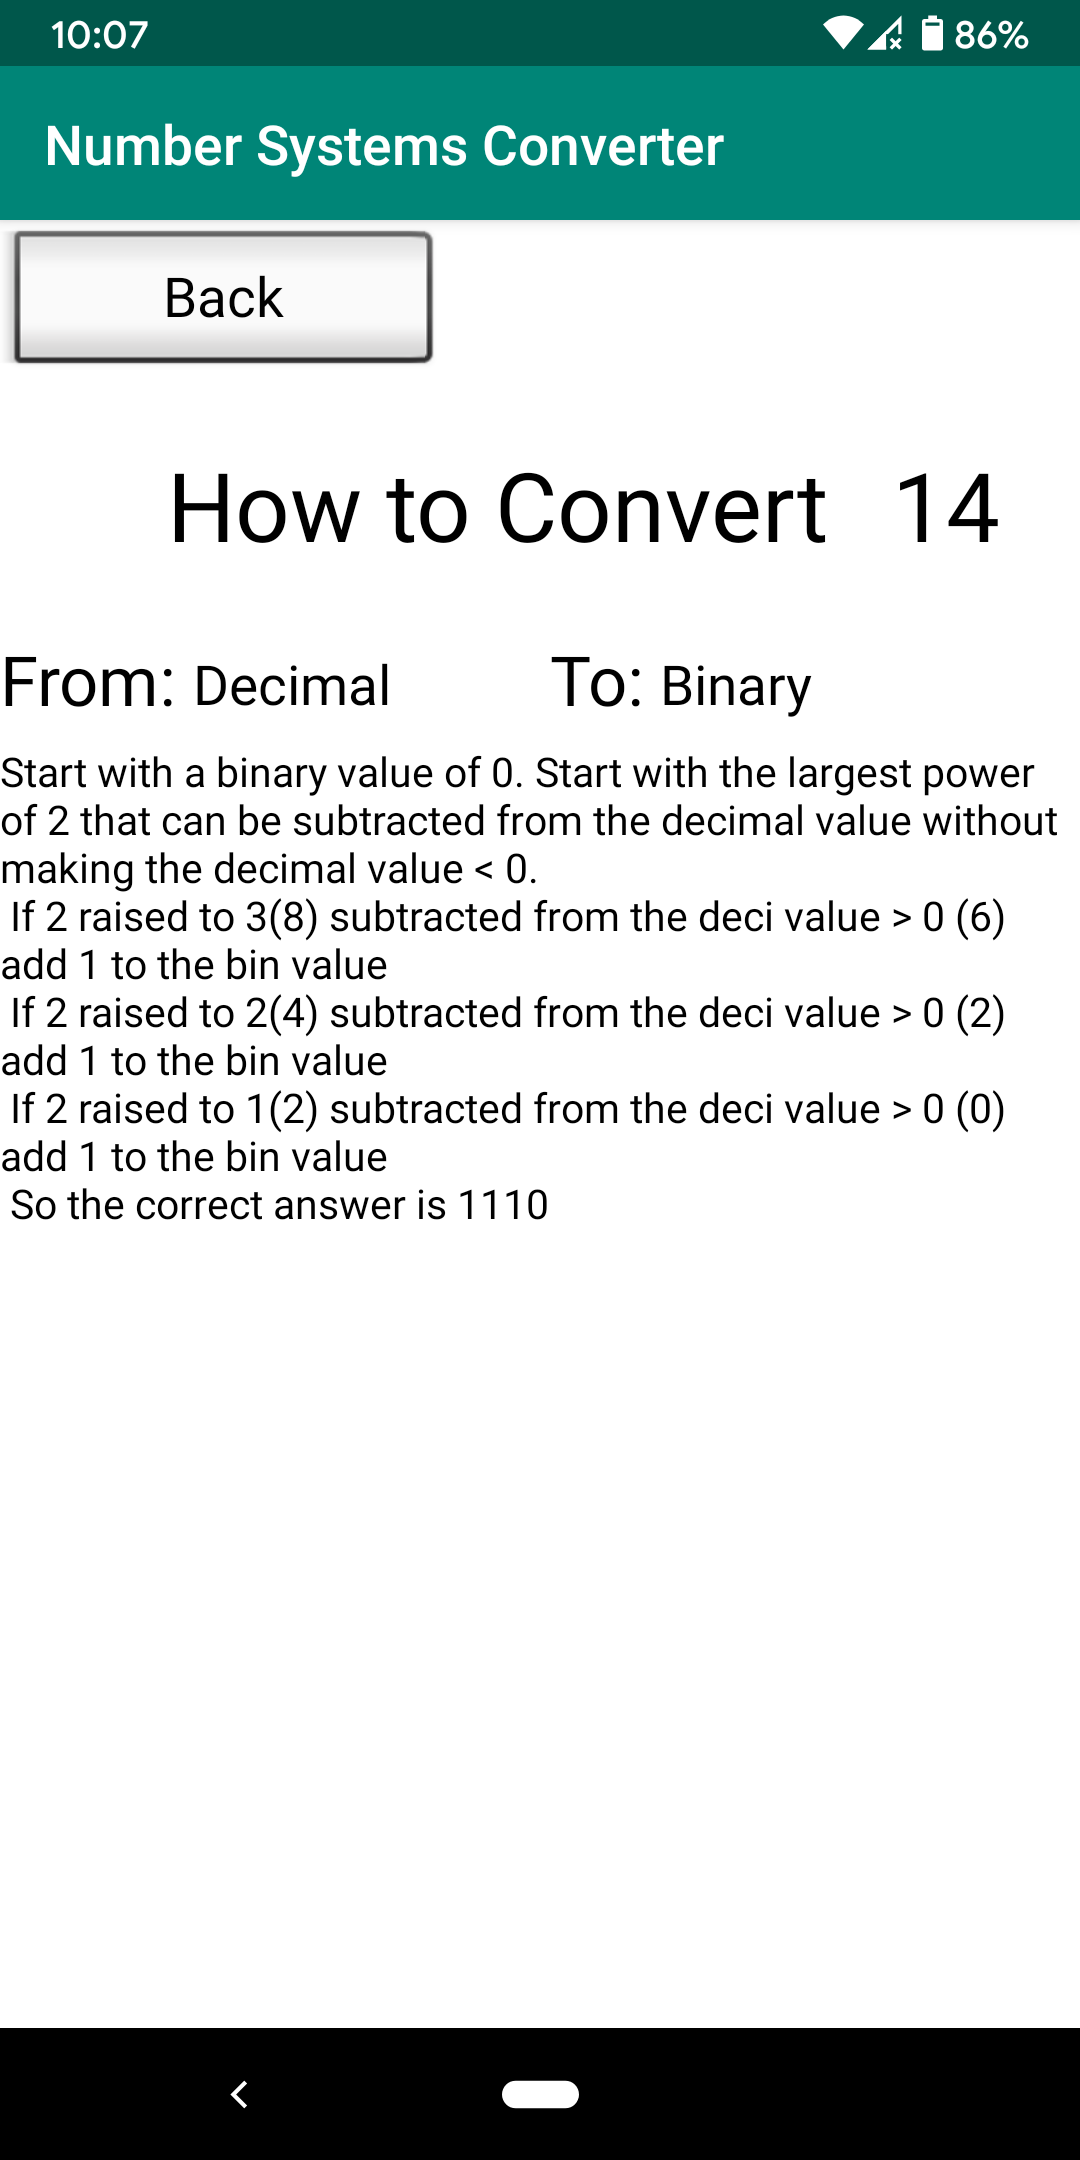 10:07
86%
Number Systems Converter
Back
How to Convert 14
From: Decimal To: Binary
Start with a binary value of 0. Start with the largest power
of 2 that can be subtracted from the decimal value without
making the decimal value < 0.
If 2 raised to 3(8) subtracted from the deci value > 0 (6)
add 1 to the bin value
If 2 raised to 2(4) subtracted from the deci value > 0 (2)
add 1 to the bin value
If 2 raised to 1(2) subtracted from the deci value > 0 (0)
add 1 to the bin value
So the correct answer is 1110